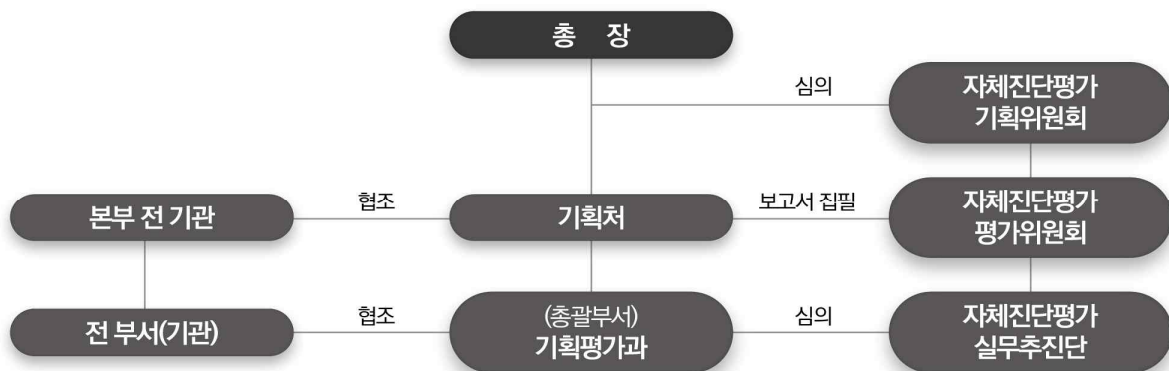 총 장
심의
자체진단평가
기획위원회
본부 전 기관
협조
기획처
보고서 집필
자체진단평가
평가위원회
전 부서(기관)
협조
(총괄부서)
기획평가과
심의
자체진단평가
실무추진단